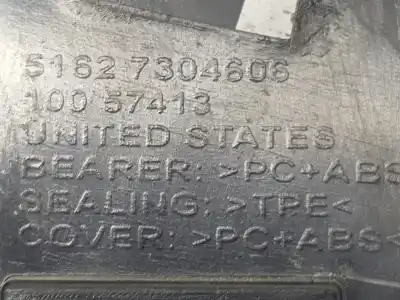 5162 7304606
100 57413
UNITED STATES
BEARER: >PC+ABS
SEALING: >TPE<
COVER: >PC+ABS<